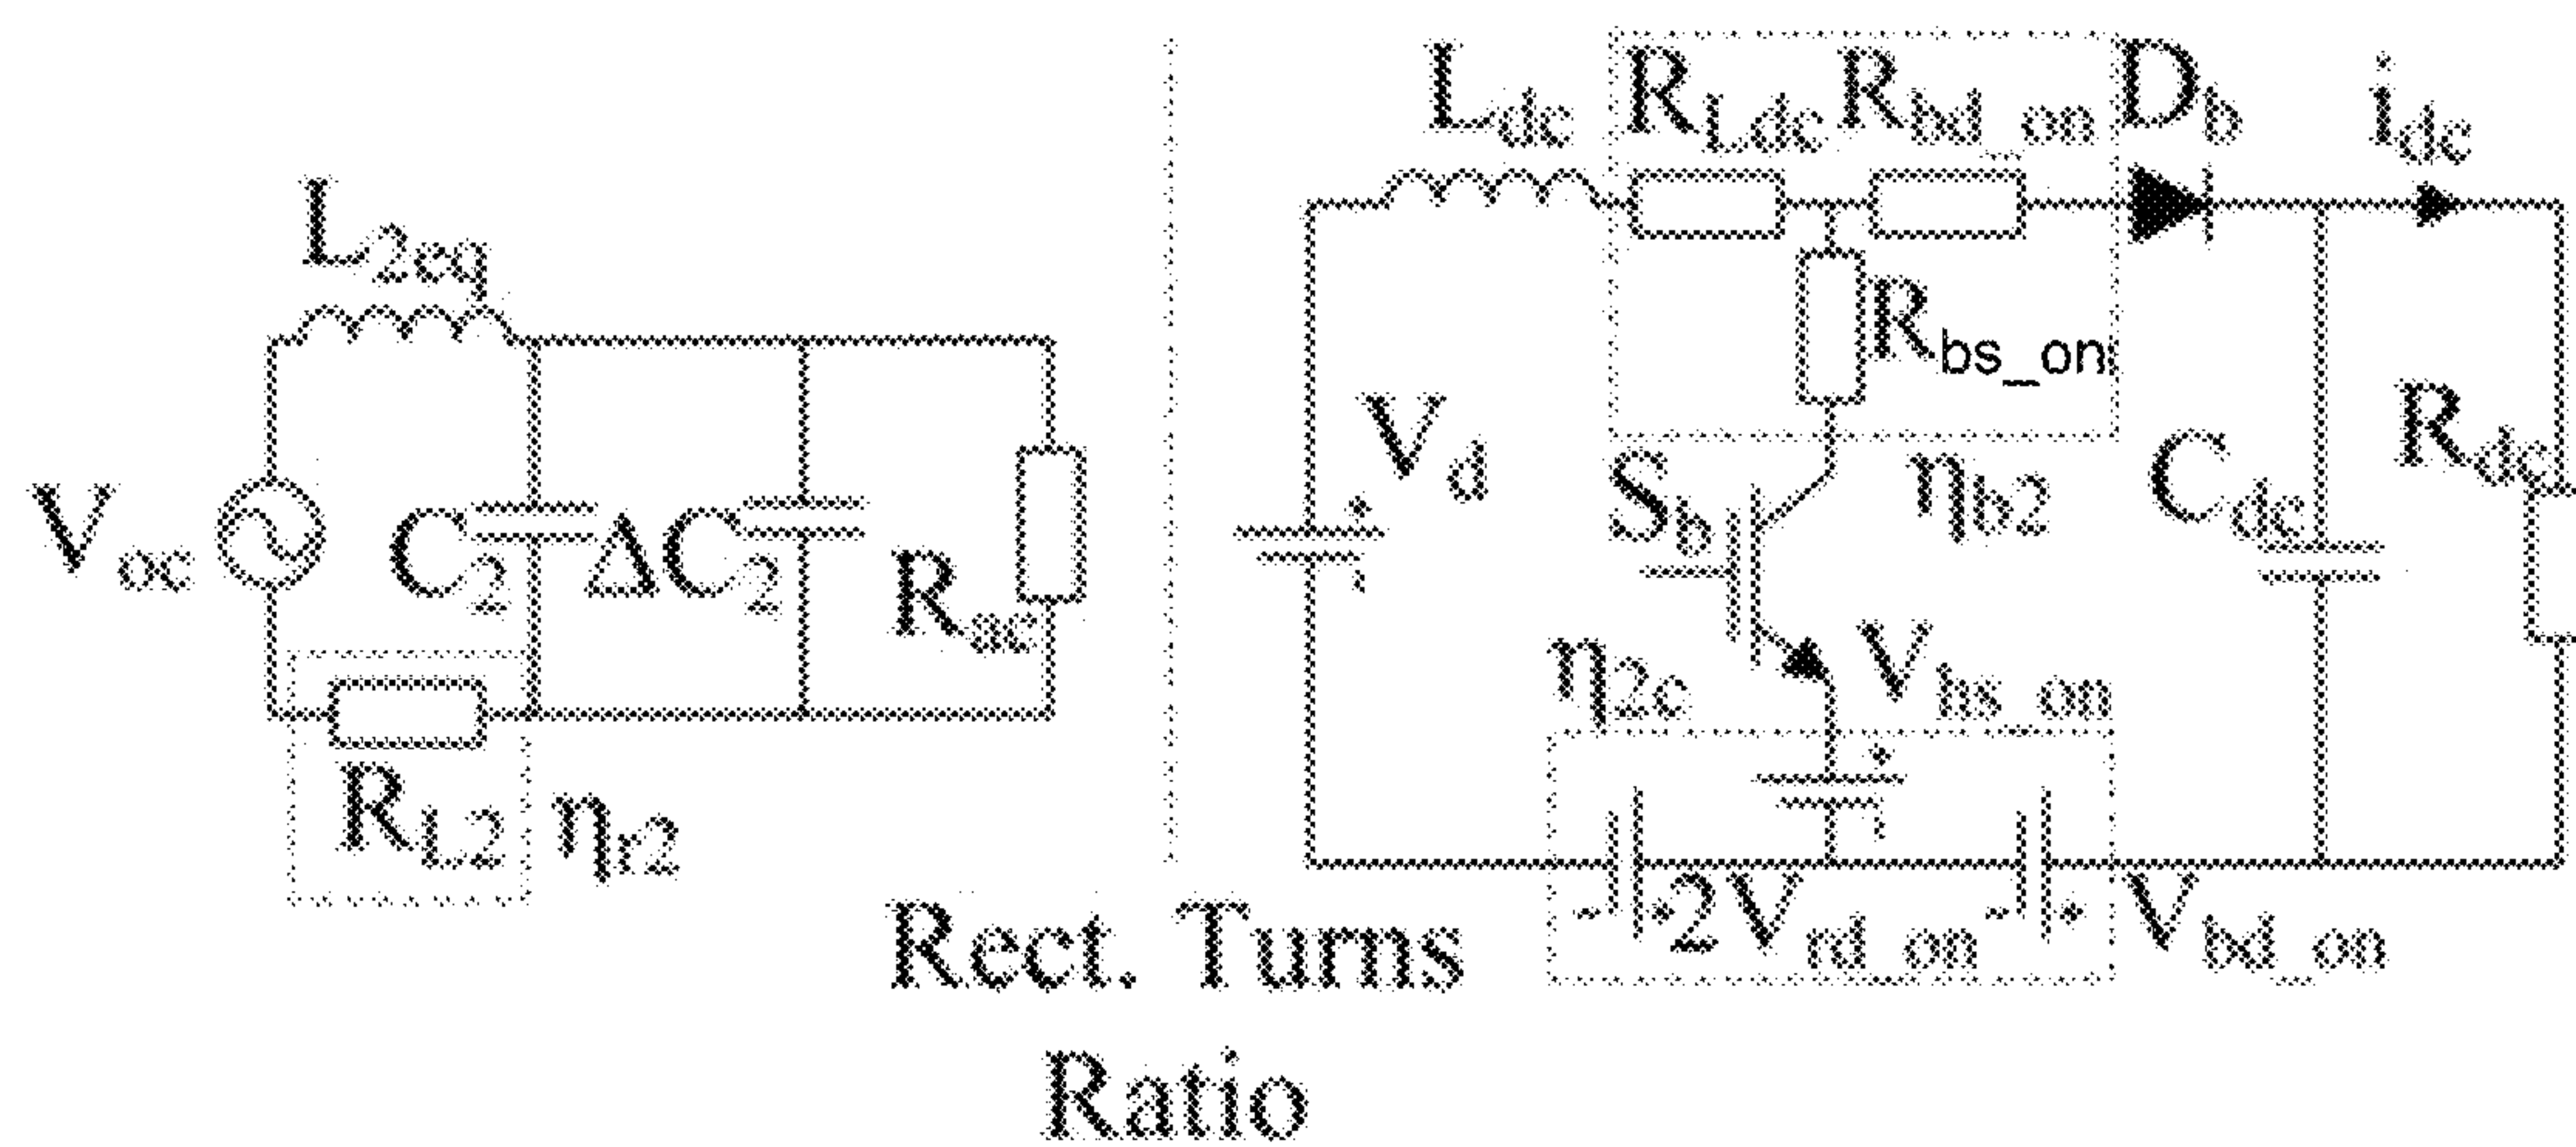 L2eq
Voc
C2
ΔC2
Rac
RL2
ηr2
Rect. Turns
Ratio
Ldc
RLdc
Rbd_on
Db
idc
Rbs_on
Vd
Sb
ηb2
Cdc
Rdc
η2c
Vbs_on
2Vrd_on
Vbd_on